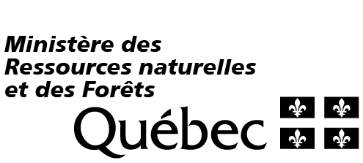 Ministère des
Ressources naturelles
et des Forêts
Québec